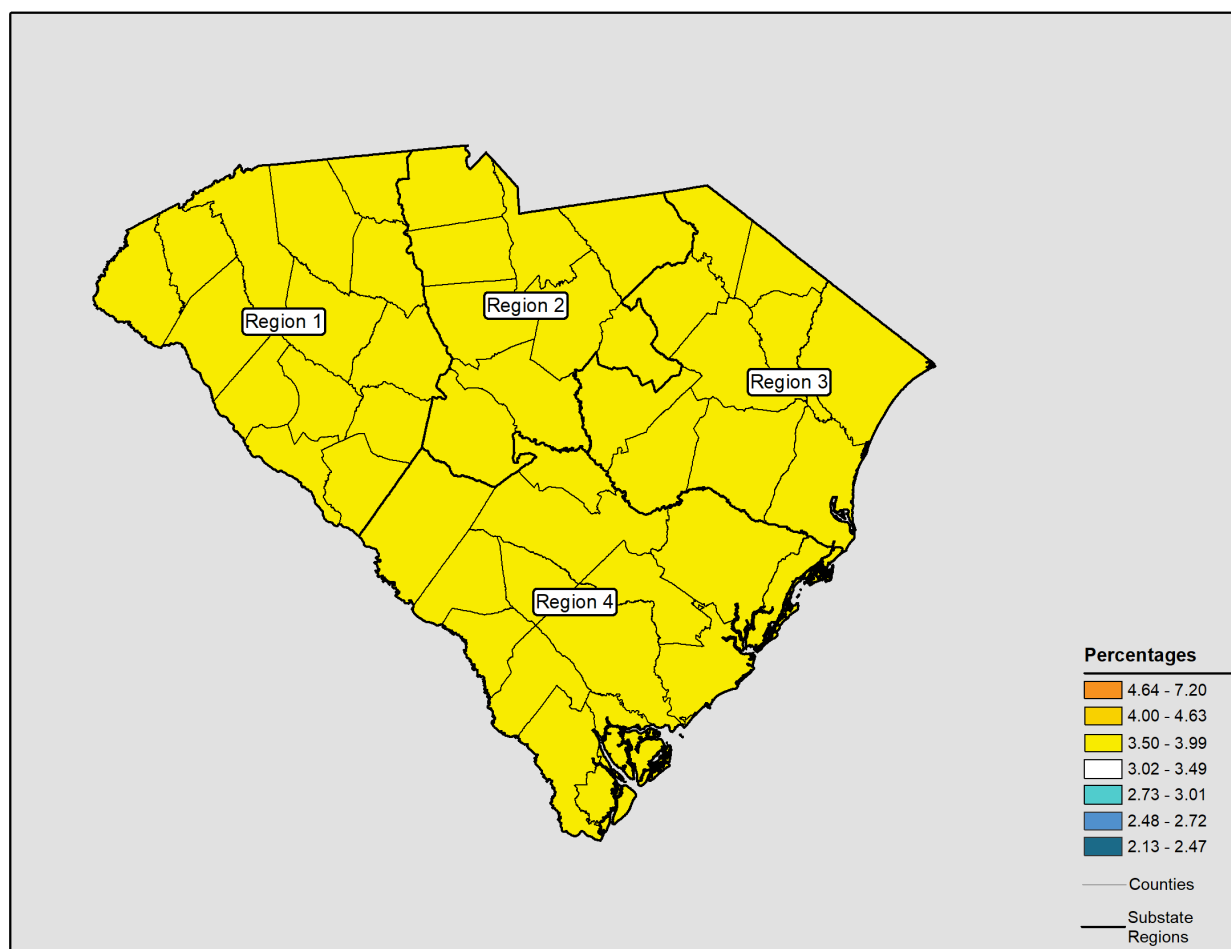 Region 1
Region 2
Region 3
Region 4
Percentages
4.64 - 7.20
4.00 - 4.63
3.50 - 3.99
3.02 - 3.49
2.73 - 3.01
2.48 - 2.72
2.13 - 2.47
Counties
Substate
Regions